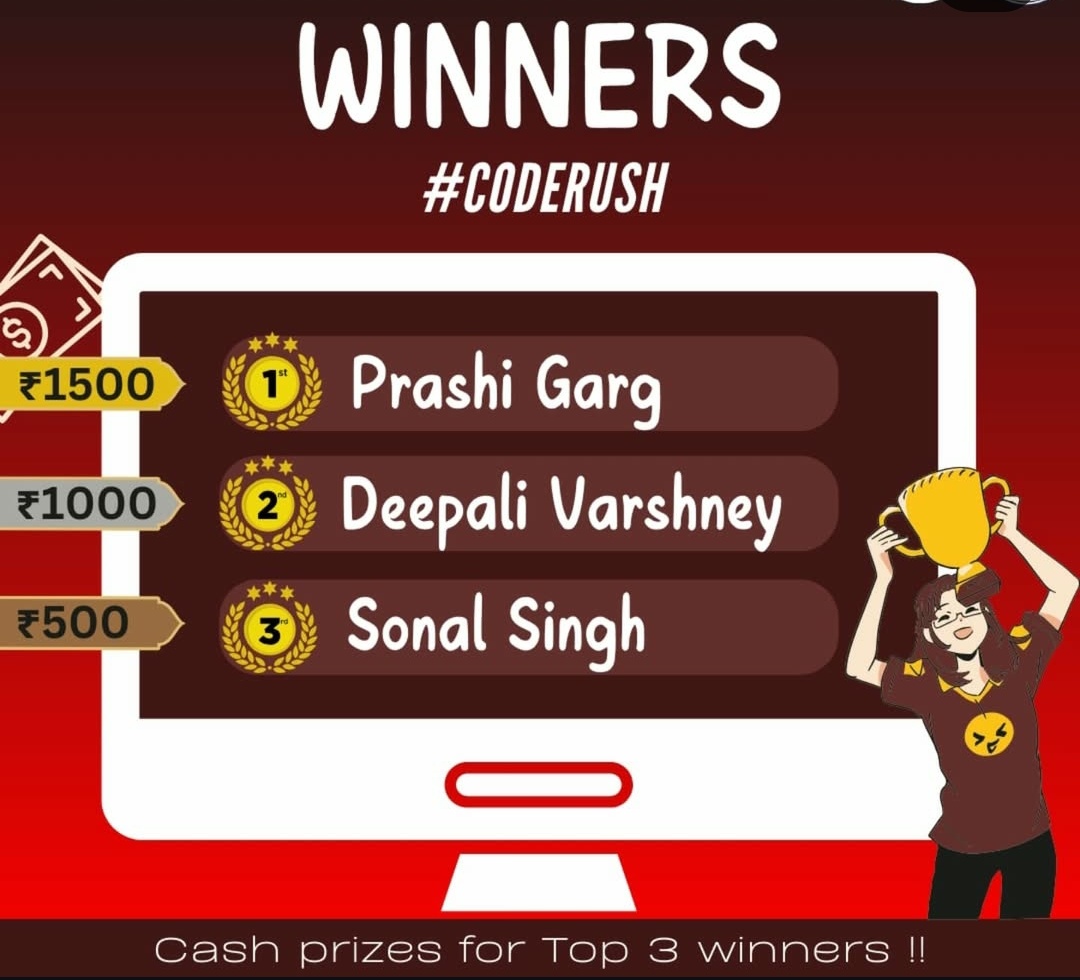 WINNERS
#CODERUSH
$
₹1500
1st
Prashi Garg
₹1000
2nd
Deepali Varshney
₹500
3rd
Sonal Singh
Cash prizes for Top 3 winners !!